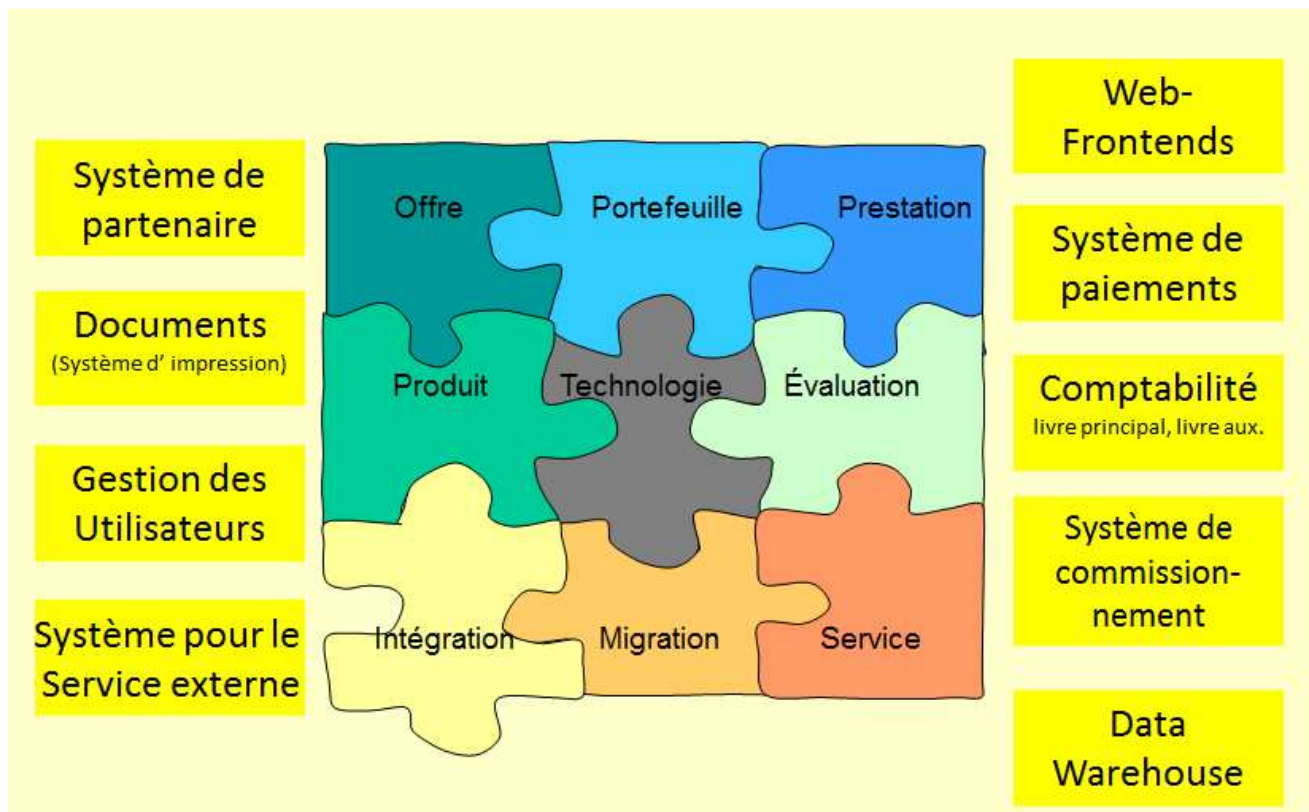 Système de
partenaire
Documents
(Système d’ impression)
Gestion des
Utilisateurs
Système pour le
Service externe
Offre
Portefeuille
Prestation
Produit
Technologie
Évaluation
Intégration
Migration
Service
Web-
Frontends
Système de
paiements
Comptabilité
livre principal, livre aux.
Système de
commission-
nement
Data
Warehouse